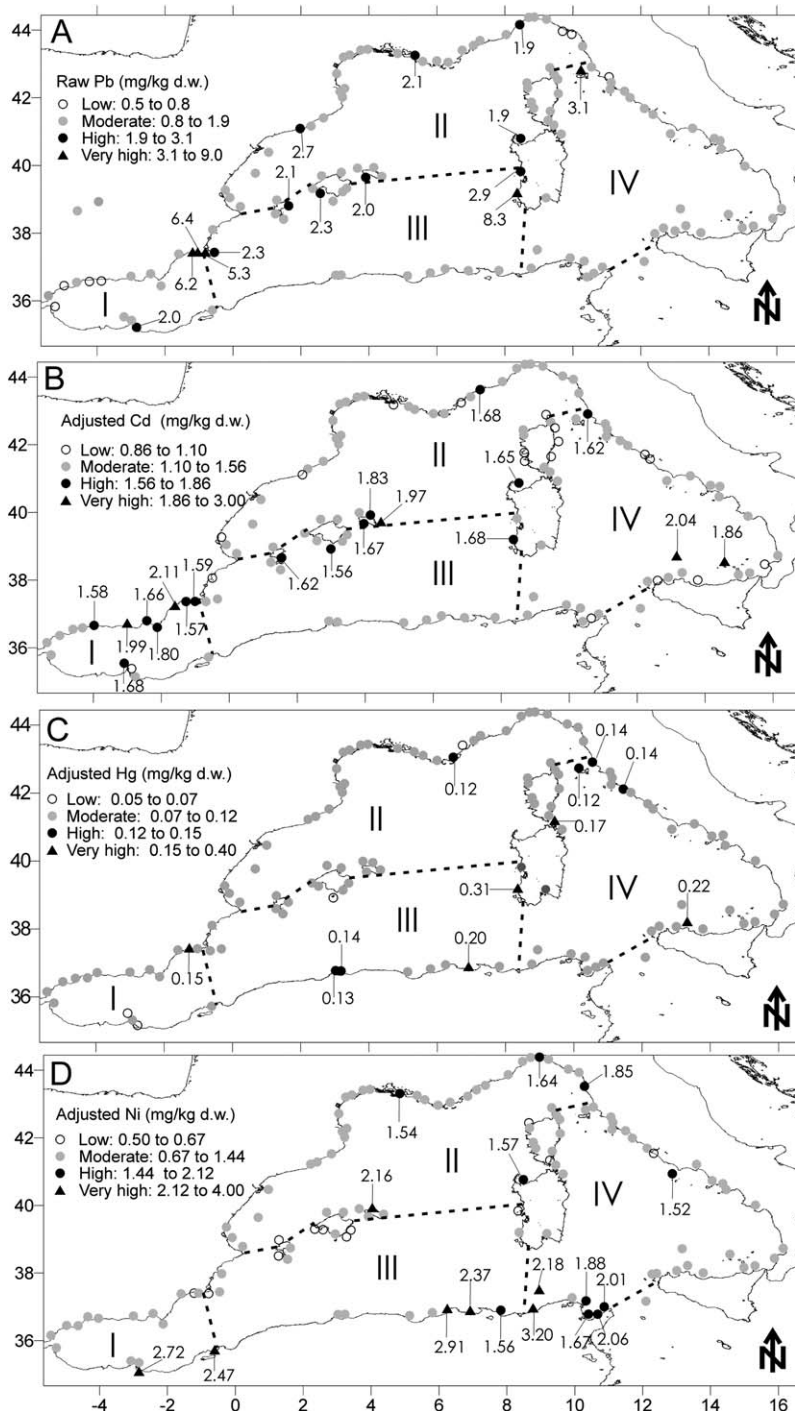 A
44
Raw Pb (mg/kg d.w.)
Low: 0.5 to 0.8
Moderate: 0.8 to 1.9
High: 1.9 to 3.1
Very high: 3.1 to 9.0
42
40
38
36
1.9
2.1
3.1
2.7
II
1.9
2.1
IV
2.0
2.9
2.3
III
8.3
6.4
2.3
5.3
6.2
I
2.0
N
B
44
Adjusted Cd (mg/kg d.w.)
Low: 0.86 to 1.10
Moderate: 1.10 to 1.56
High: 1.56 to 1.86
Very high: 1.86 to 3.00
42
40
38
36
1.68
1.62
II
1.65
1.83
1.97
IV
1.67
1.68
2.04
1.86
1.56
III
1.62
1.59
2.11
1.66
1.58
1.57
I
1.99
1.80
1.68
N
C
44
Adjusted Hg (mg/kg d.w.)
Low: 0.05 to 0.07
Moderate: 0.07 to 0.12
High: 0.12 to 0.15
Very high: 0.15 to 0.40
42
40
38
36
0.14
0.14
0.12
0.12
II
0.17
IV
0.31
0.22
III
0.14
0.20
0.15
0.13
I
N
D
44
Adjusted Ni (mg/kg d.w.)
Low: 0.50 to 0.67
Moderate: 0.67 to 1.44
High: 1.44 to 2.12
Very high: 2.12 to 4.00
42
40
38
36
1.64
1.85
1.54
II
1.57
2.16
IV
1.52
III
2.18
1.88
2.37
2.01
I
2.72
2.47
2.91
1.56
3.20
1.67
2.06
N
-4 -2 0 2 4 6 8 10 12 14 16